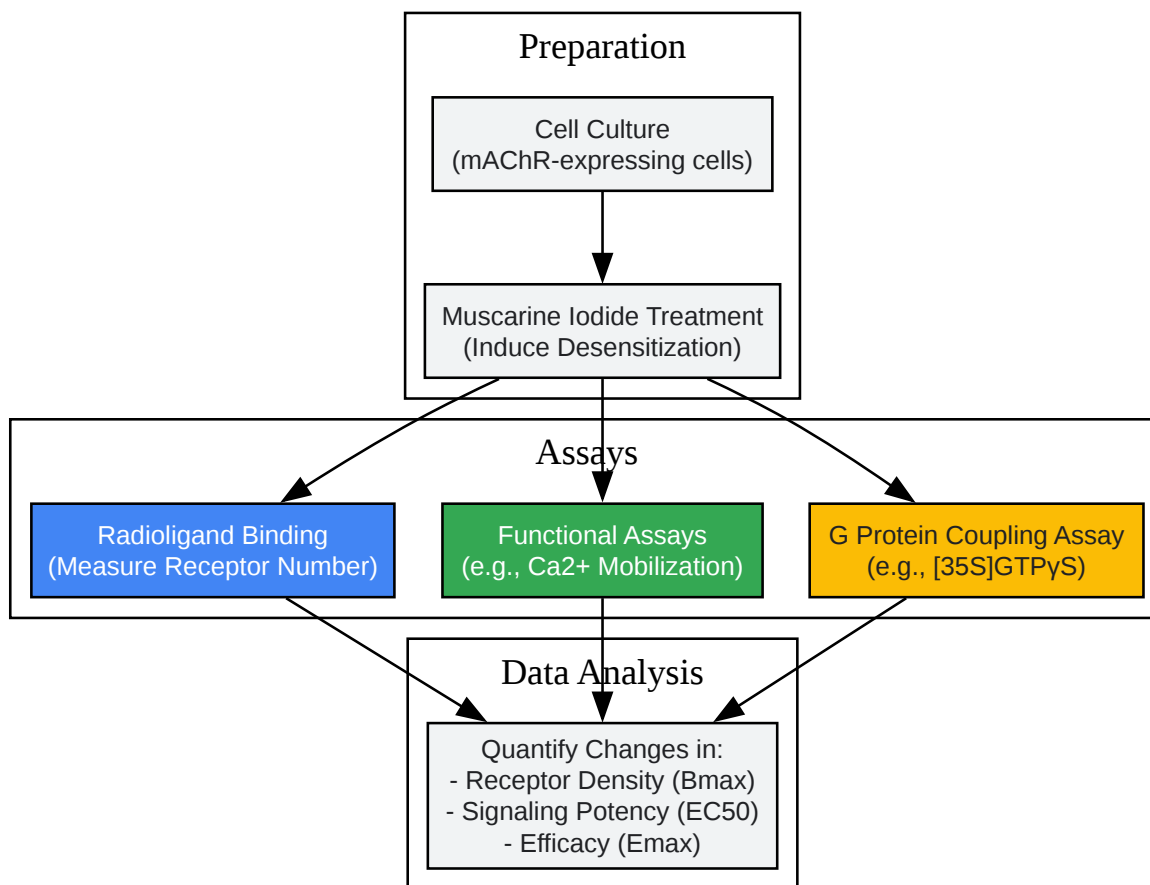 Preparation
Cell Culture
(mAChR-expressing cells)
Muscarine Iodide Treatment
(Induce Desensitization)
Assays
Radioligand Binding
(Measure Receptor Number)
Functional Assays
(e.g., Ca2+ Mobilization)
G Protein Coupling Assay
(e.g., [35S]GTPγS)
Data Analysis
Quantify Changes in:
- Receptor Density (Bmax)
- Signaling Potency (EC50)
- Efficacy (Emax)